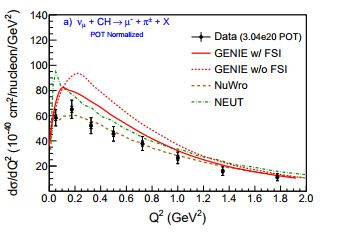 a) νμ + CH → μ⁻ + π± + X
POT Normalized
Data (3.04e20 POT)
GENIE w/ FSI
GENIE w/o FSI
NuWro
NEUT
dσ/dQ² (10⁻⁴⁰ cm²/nucleon/GeV²)
140
120
100
80
60
40
20
0.0 0.2 0.4 0.6 0.8 1.0 1.2 1.4 1.6 1.8 2.0
Q² (GeV²)